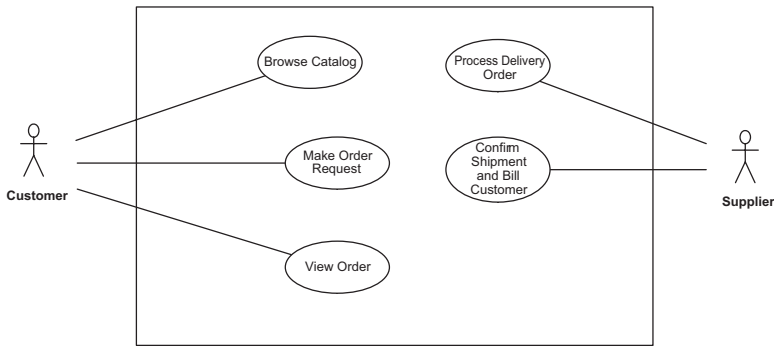 Browse Catalog
Process Delivery
Order
Customer
Make Order
Request
Confirm
Shipment
and Bill
Customer
Supplier
View Order